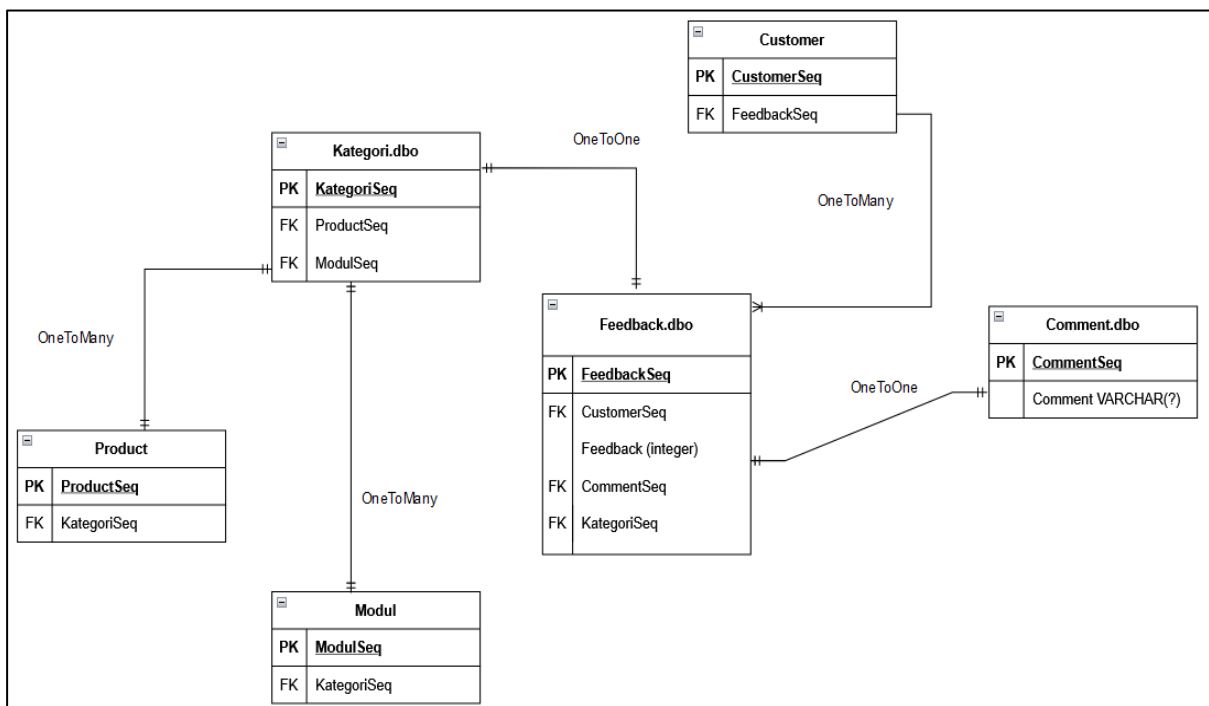 Customer
PK CustomerSeq
FK FeedbackSeq
OneToOne
Kategori.dbo
PK KategoriSeq
FK ProductSeq
FK ModulSeq
OneToMany
Feedback.dbo
PK FeedbackSeq
FK CustomerSeq
Feedback (integer)
FK CommentSeq
FK KategoriSeq
Comment.dbo
PK CommentSeq
Comment VARCHAR(?)
OneToOne
OneToMany
Product
PK ProductSeq
FK KategoriSeq
OneToMany
Modul
PK ModulSeq
FK KategoriSeq